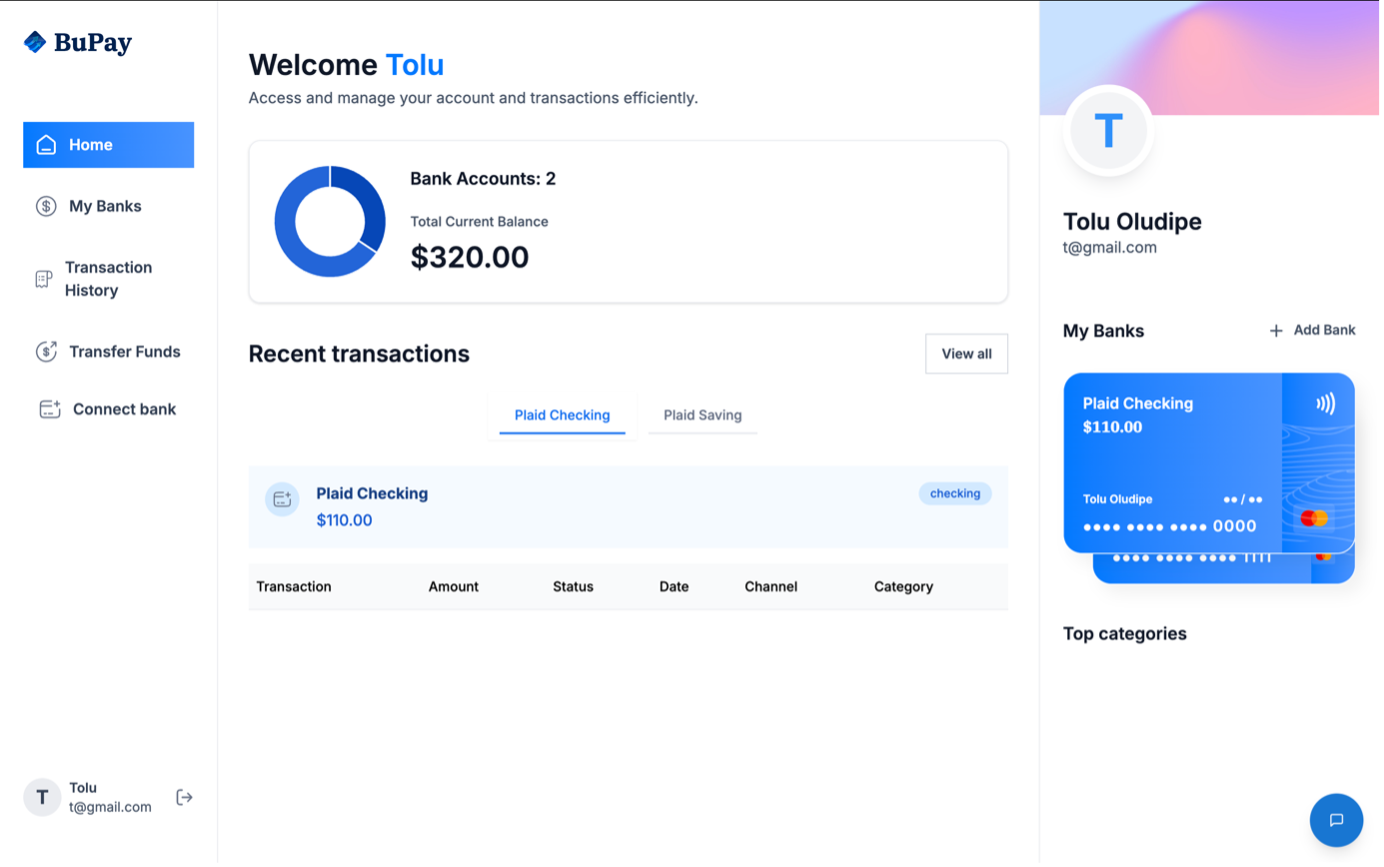 BuPay
Home
My Banks
Transaction
History
Transfer Funds
Connect bank
T
Tolu
t@gmail.com
Welcome Tolu
Access and manage your account and transactions efficiently.
Bank Accounts: 2
Total Current Balance
$320.00
Recent transactions
View all
Plaid Checking
Plaid Saving
Plaid Checking
$110.00
checking
Transaction Amount Status Date Channel Category
T
Tolu Oludipe
t@gmail.com
My Banks
Add Bank
Plaid Checking
$110.00
Tolu Oludipe ●● / ●●
●●●● ●●●● ●●●● 0000
●●●● ●●●● ●●●● 1111
Top categories